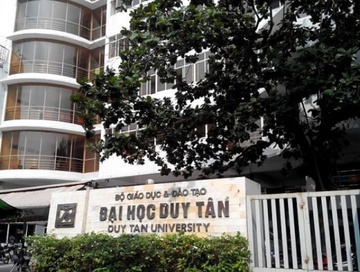 BỘ GIÁO DỤC & ĐÀO TẠO
ĐẠI HỌC DUY TÂN
DUY TAN UNIVERSITY